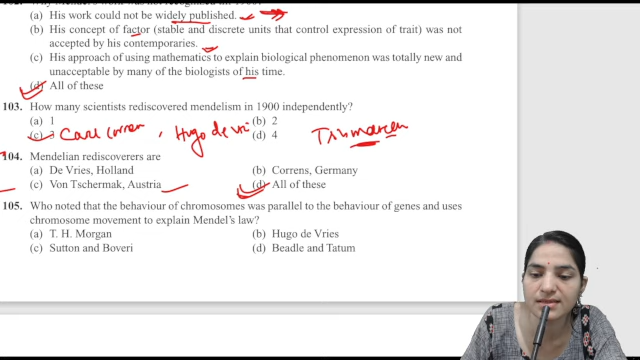 (a) His work could not be widely published.
(b) His concept of factor (stable and discrete units that control expression of trait) was not
accepted by his contemporaries.
(c) His approach of using mathematics to explain biological phenomenon was totally new and
unacceptable by many of the biologists of his time.
(d) All of these
103. How many scientists rediscovered mendelism in 1900 independently?
(a) 1 (b) 2
(c) 3 Carl corren , Hugo de vri (d) 4
104. Mendelian rediscoverers are
(a) De Vries, Holland (b) Correns, Germany
(c) Von Tschermak, Austria (d) All of these
105. Who noted that the behaviour of chromosomes was parallel to the behaviour of genes and uses
chromosome movement to explain Mendel's law?
(a) T. H. Morgan (b) Hugo de Vries
(c) Sutton and Boveri (d) Beadle and Tatum